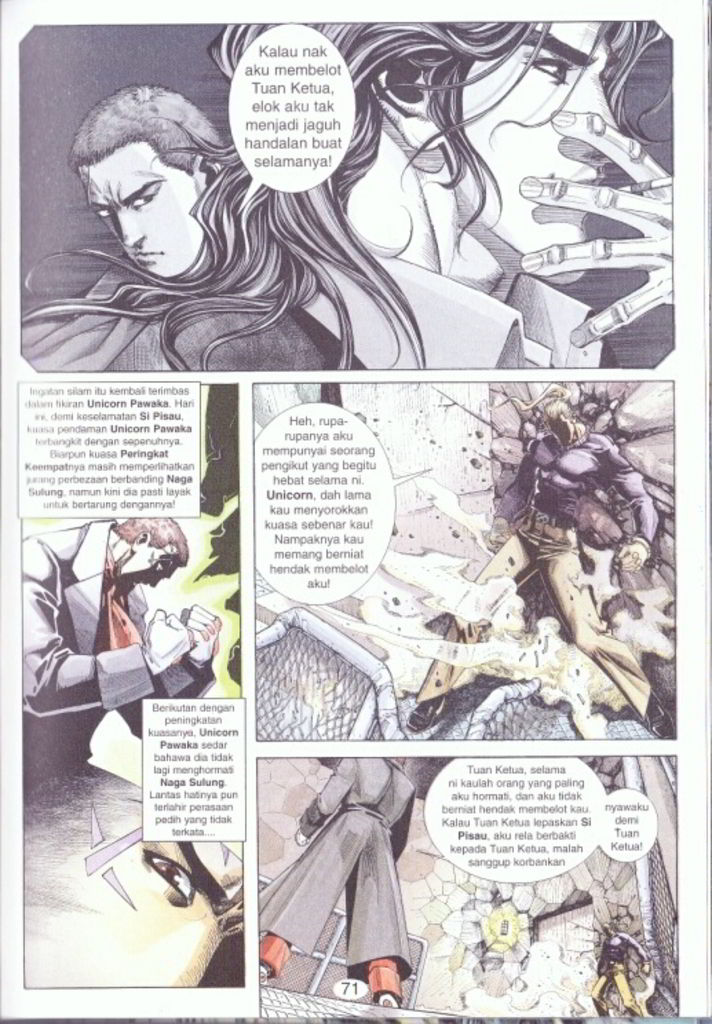 Kalau nak
aku membelot
Tuan Ketua,
elok aku tak
menjadi jaguh
handalan buat
selamanya!
Ingatan silam itu kembali terimbas
dalam fikiran Unicorn Pawaka. Hari
ini, demi keselamatan Si Pisau,
kuasa pendaman Unicorn Pawaka
terbangkit dengan sepenuhnya.
Biarpun kuasa Peringkat
Keempatnya masih memperlihatkan
jurang perbezaan berbanding Naga
Sulung, namun kini dia pasti layak
untuk bertarung dengannya!
Heh, rupa-
rupanya aku
mempunyai seorang
pengikut yang begitu
hebat selama ni.
Unicorn, dah lama
kau menyorokkan
kuasa sebenar kau!
Nampaknya kau
memang berniat
hendak membelot
aku!
Berikutan dengan
peningkatan
kuasanya, Unicorn
Pawaka sedar
bahawa dia tidak
lagi menghormati
Naga Sulung.
Lantas hatinya pun
terlahir perasaan
pedih yang tidak
terkata....
Tuan Ketua, selama
ni kaulah orang yang paling
aku hormati, dan aku tidak
berniat hendak membelot kau.
Kalau Tuan Ketua lepaskan Si
Pisau, aku rela berbakti
kepada Tuan Ketua, malah
sanggup korbankan
nyawaku
demi
Tuan
Ketua!
71